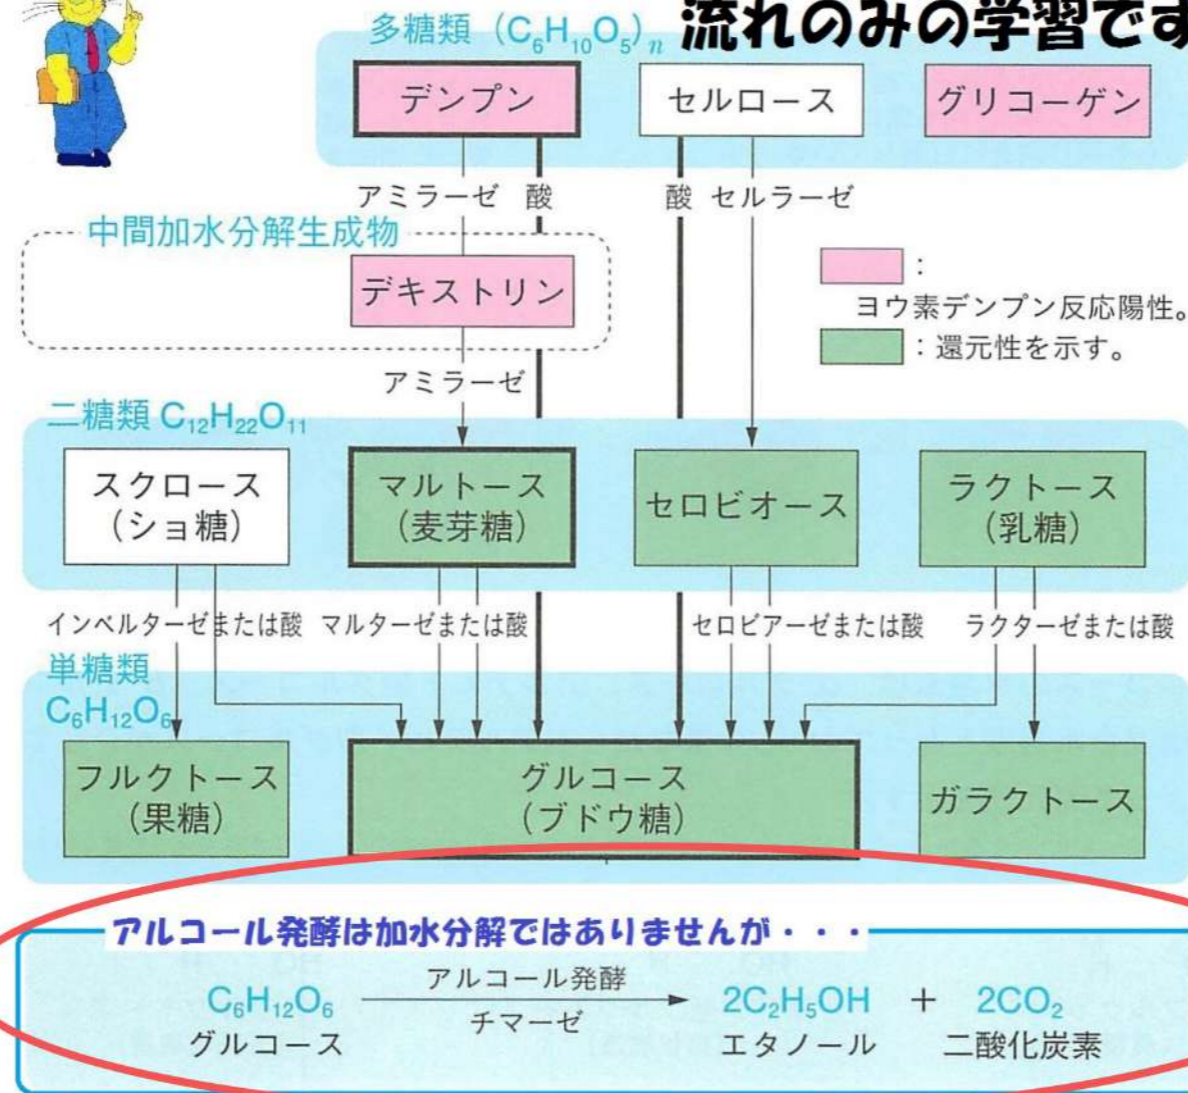 流れのみの学習です
多糖類 (C₆H₁₀O₅)n
デンプン
セルロース
グリコーゲン
アミラーゼ 酸
酸 セルラーゼ
中間加水分解生成物
デキストリン
：
ヨウ素デンプン反応陽性。
：還元性を示す。
アミラーゼ
二糖類 C₁₂H₂₂O₁₁
スクロース
（ショ糖）
マルトース
（麦芽糖）
セロビオース
ラクトース
（乳糖）
インベルターゼまたは酸
マルターゼまたは酸
セロビアーゼまたは酸
ラクターゼまたは酸
単糖類
C₆H₁₂O₆
フルクトース
（果糖）
グルコース
（ブドウ糖）
ガラクトース
アルコール発酵は加水分解ではありませんが・・・
アルコール発酵
C₆H₁₂O₆ 2C₂H₅OH + 2CO₂
チマーゼ
グルコース エタノール 二酸化炭素